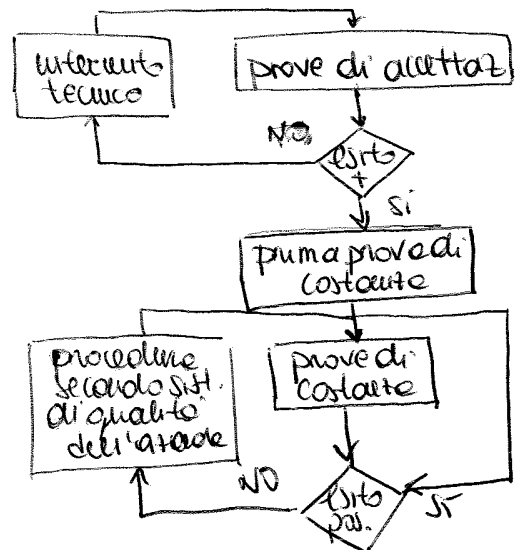 intervento
tecnico
prove di accettaz
NO
esito
+
si
prima prove di
costanza
procedure
secondo sist.
di qualità
dell'azienda
prove di
costanza
NO
esito
pos.
Si